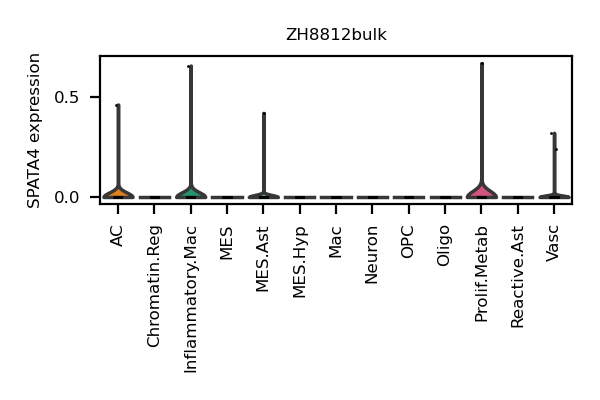 ZH8812bulk
SPATA4 expression
0.5
0.0
AC
Chromatin.Reg
Inflammatory.Mac
MES
MES.Ast
MES.Hyp
Mac
Neuron
OPC
Oligo
Prolif.Metab
Reactive.Ast
Vasc